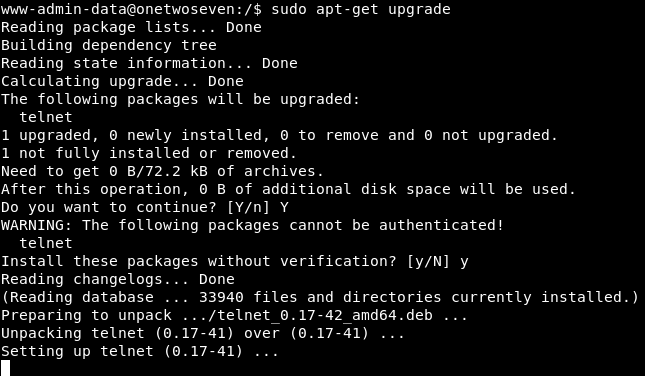 www-admin-data@onetwoseven:/$ sudo apt-get upgrade
Reading package lists... Done
Building dependency tree
Reading state information... Done
Calculating upgrade... Done
The following packages will be upgraded:
  telnet
1 upgraded, 0 newly installed, 0 to remove and 0 not upgraded.
1 not fully installed or removed.
Need to get 0 B/72.2 kB of archives.
After this operation, 0 B of additional disk space will be used.
Do you want to continue? [Y/n] Y
WARNING: The following packages cannot be authenticated!
  telnet
Install these packages without verification? [y/N] y
Reading changelogs... Done
(Reading database ... 33940 files and directories currently installed.)
Preparing to unpack .../telnet_0.17-42_amd64.deb ...
Unpacking telnet (0.17-41) over (0.17-41) ...
Setting up telnet (0.17-41) ...